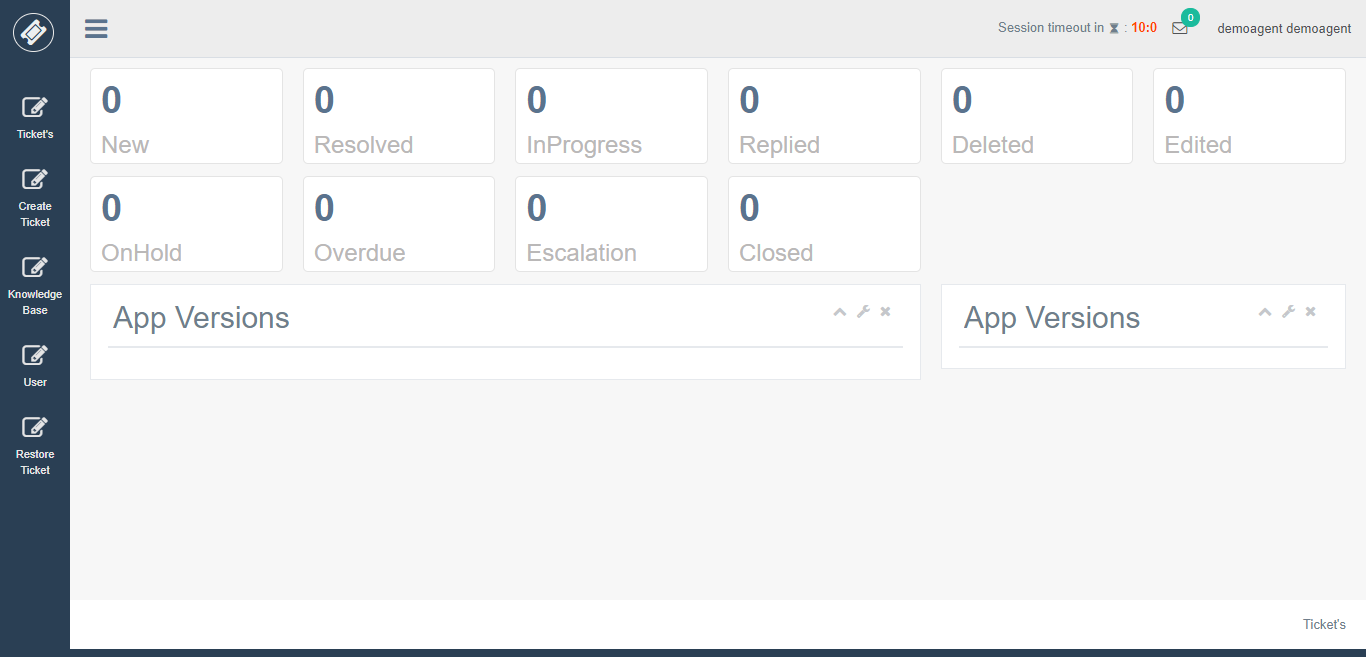 Session timeout in : 10:0
0
demoagent demoagent
Ticket's
Create
Ticket
Knowledge
Base
User
Restore
Ticket
0
New
0
Resolved
0
InProgress
0
Replied
0
Deleted
0
Edited
0
OnHold
0
Overdue
0
Escalation
0
Closed
App Versions
App Versions
Ticket's